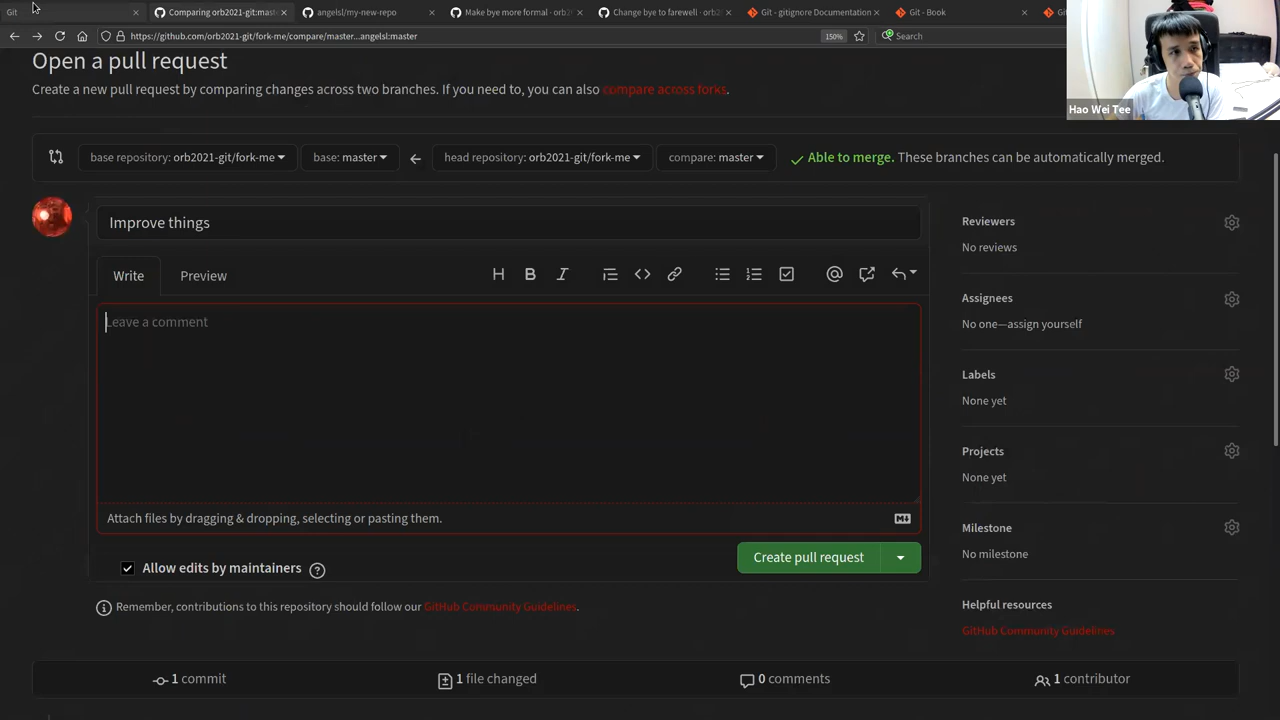 Git
Comparing orb2021-git:mast
angelsl/my-new-repo
Make bye more formal · orb20
Change bye to farewell · orb2
Git - gitignore Documentation
Git - Book
https://github.com/orb2021-git/fork-me/compare/master...angelsl:master
150%
Search
Hao Wei Tee
Open a pull request
Create a new pull request by comparing changes across two branches. If you need to, you can also compare across forks.
base repository: orb2021-git/fork-me
base: master
head repository: orb2021-git/fork-me
compare: master
Able to merge. These branches can be automatically merged.
Improve things
Write
Preview
H B I
Leave a comment
Attach files by dragging & dropping, selecting or pasting them.
Allow edits by maintainers
Create pull request
Remember, contributions to this repository should follow our GitHub Community Guidelines.
Reviewers
No reviews
Assignees
No one—assign yourself
Labels
None yet
Projects
None yet
Milestone
No milestone
Helpful resources
GitHub Community Guidelines
1 commit
1 file changed
0 comments
1 contributor